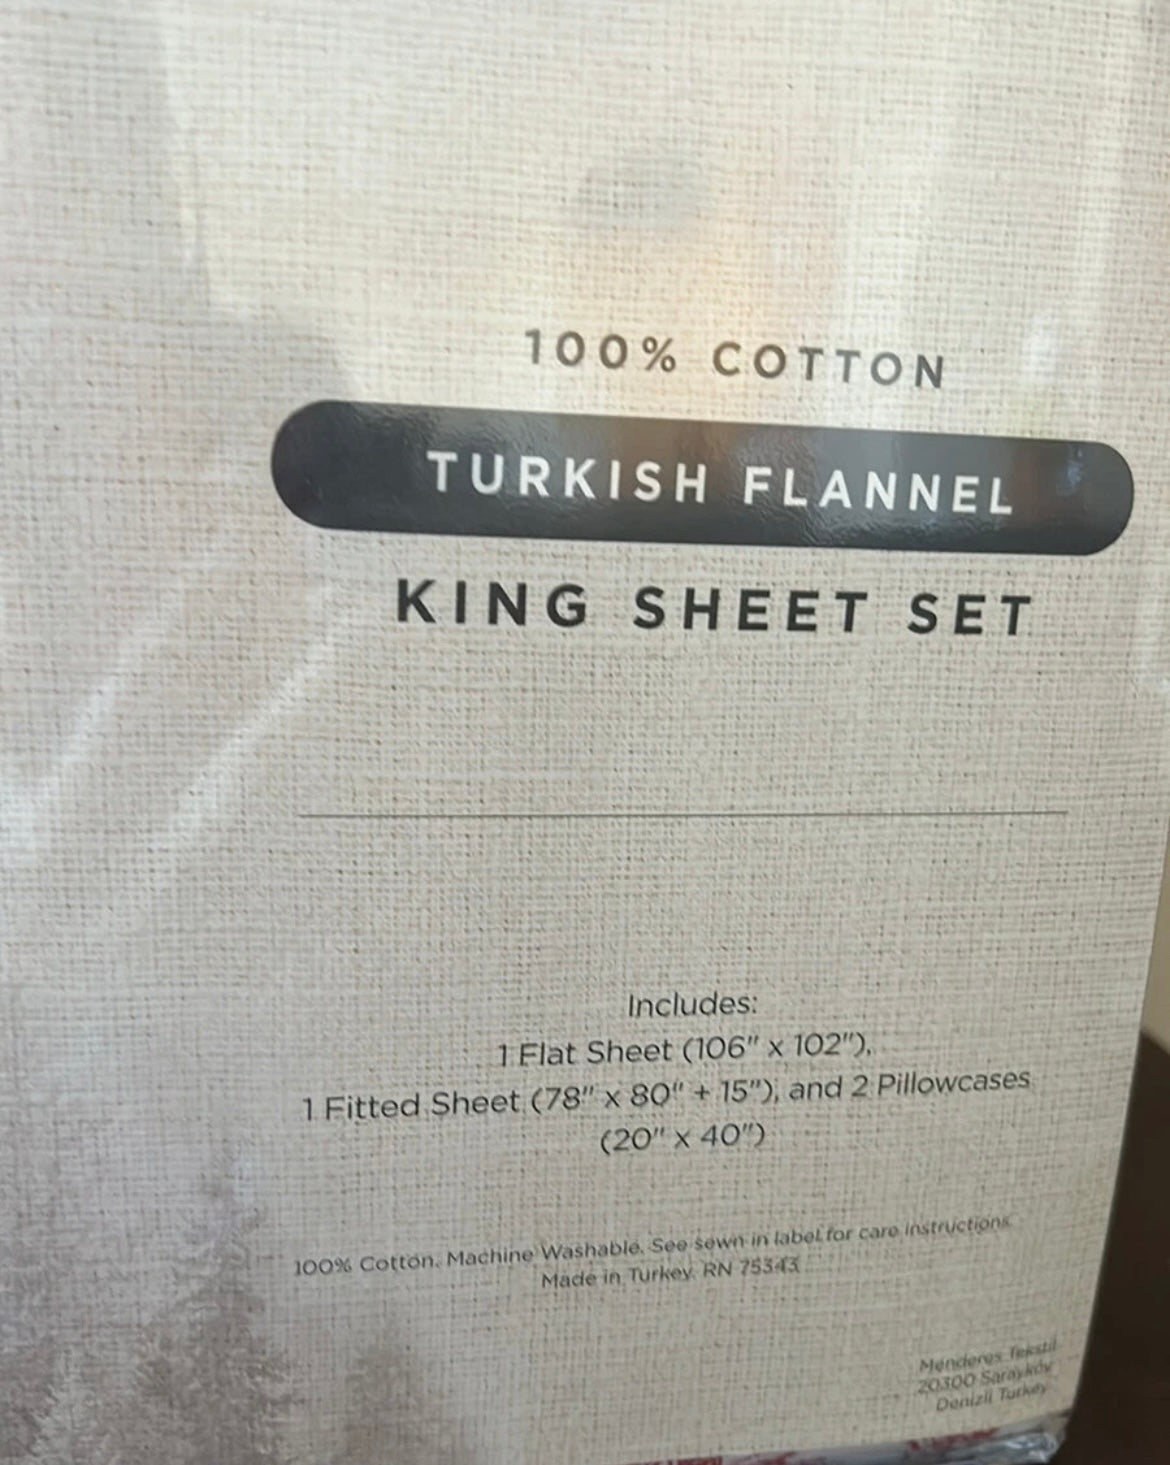 100% COTTON
TURKISH FLANNEL
KING SHEET SET
Includes:
1 Flat Sheet (106" x 102"),
1 Fitted Sheet (78" x 80" + 15"), and 2 Pillowcases
(20" x 40")
100% Cotton. Machine Washable. See sewn in label for care instructions.
Made in Turkey. RN 75343
Menderes Tekstil
20300 Sarayköy
Denizli Turkey